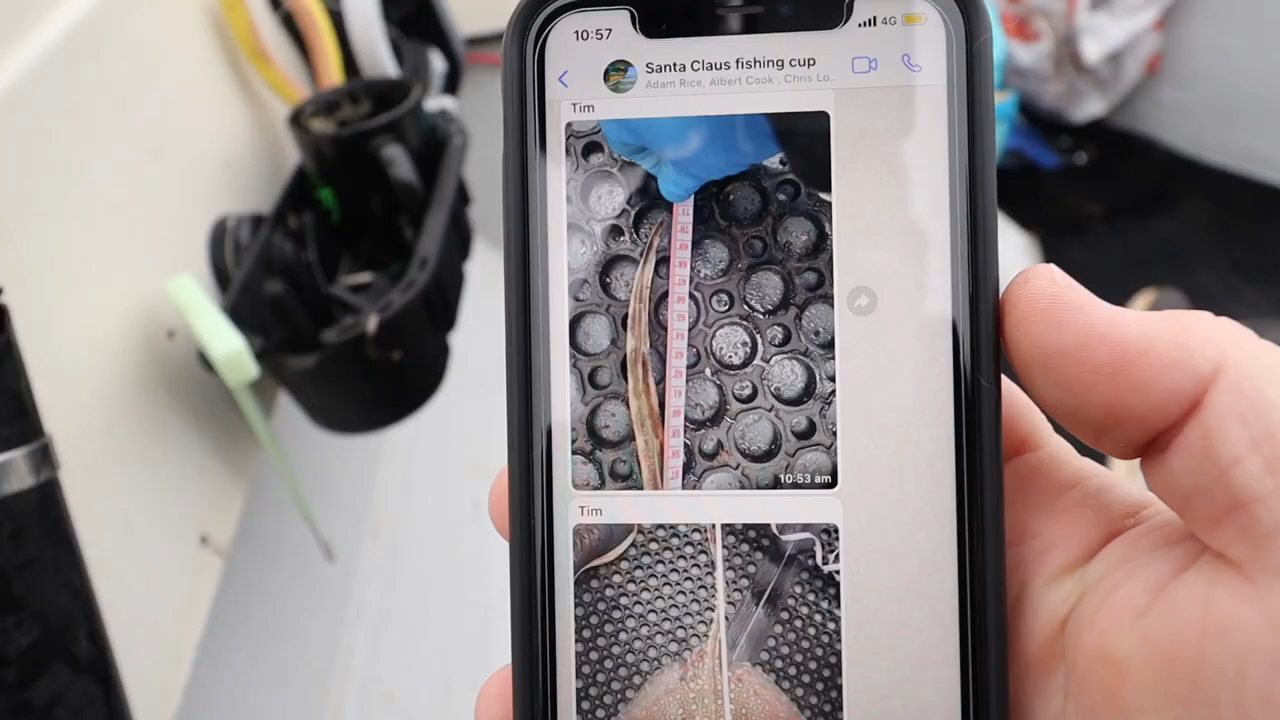 10:57
4G
Santa Claus fishing cup
Adam Rice, Albert Cook , Chris Lo...
Tim
10:53 am
Tim